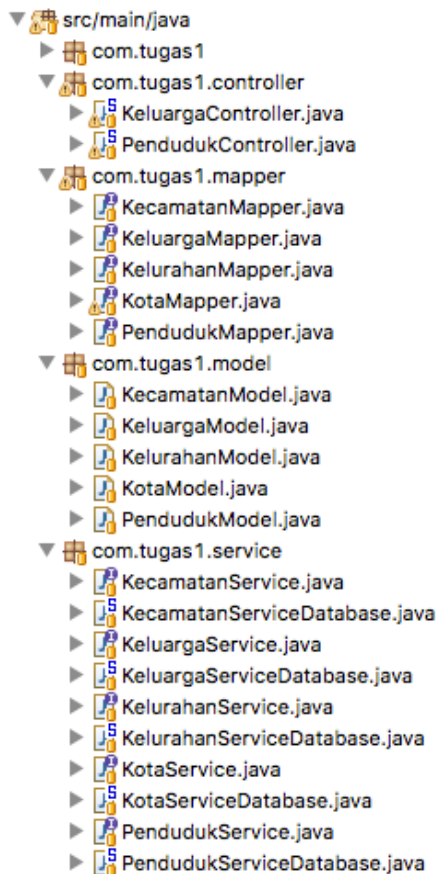 src/main/java
com.tugas1
com.tugas1.controller
KeluargaController.java
PendudukController.java
com.tugas1.mapper
KecamatanMapper.java
KeluargaMapper.java
KelurahanMapper.java
KotaMapper.java
PendudukMapper.java
com.tugas1.model
KecamatanModel.java
KeluargaModel.java
KelurahanModel.java
KotaModel.java
PendudukModel.java
com.tugas1.service
KecamatanService.java
KecamatanServiceDatabase.java
KeluargaService.java
KeluargaServiceDatabase.java
KelurahanService.java
KelurahanServiceDatabase.java
KotaService.java
KotaServiceDatabase.java
PendudukService.java
PendudukServiceDatabase.java